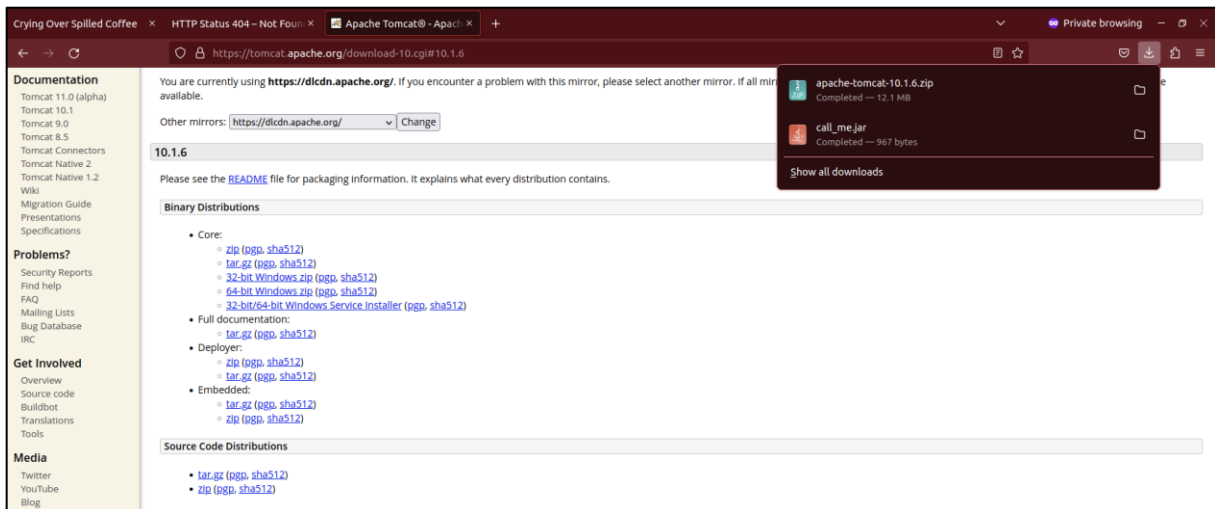 Crying Over Spilled Coffee
HTTP Status 404 – Not Foun
Apache Tomcat® - Apach
Private browsing
https://tomcat.apache.org/download-10.cgi#10.1.6
Documentation
Tomcat 11.0 (alpha)
Tomcat 10.1
Tomcat 9.0
Tomcat 8.5
Tomcat Connectors
Tomcat Native 2
Tomcat Native 1.2
Wiki
Migration Guide
Presentations
Specifications
Problems?
Security Reports
Find help
FAQ
Mailing Lists
Bug Database
IRC
Get Involved
Overview
Source code
Buildbot
Translations
Tools
Media
Twitter
YouTube
Blog
You are currently using https://dlcdn.apache.org/. If you encounter a problem with this mirror, please select another mirror. If all mir
e
available.
Other mirrors: https://dlcdn.apache.org/ Change
10.1.6
Please see the README file for packaging information. It explains what every distribution contains.
Binary Distributions
• Core:
zip (pgp, sha512)
tar.gz (pgp, sha512)
32-bit Windows zip (pgp, sha512)
64-bit Windows zip (pgp, sha512)
32-bit/64-bit Windows Service Installer (pgp, sha512)
• Full documentation:
tar.gz (pgp, sha512)
• Deployer:
zip (pgp, sha512)
tar.gz (pgp, sha512)
• Embedded:
tar.gz (pgp, sha512)
zip (pgp, sha512)
Source Code Distributions
• tar.gz (pgp, sha512)
• zip (pgp, sha512)
apache-tomcat-10.1.6.zip
Completed — 12.1 MB
call_me.jar
Completed — 967 bytes
Show all downloads